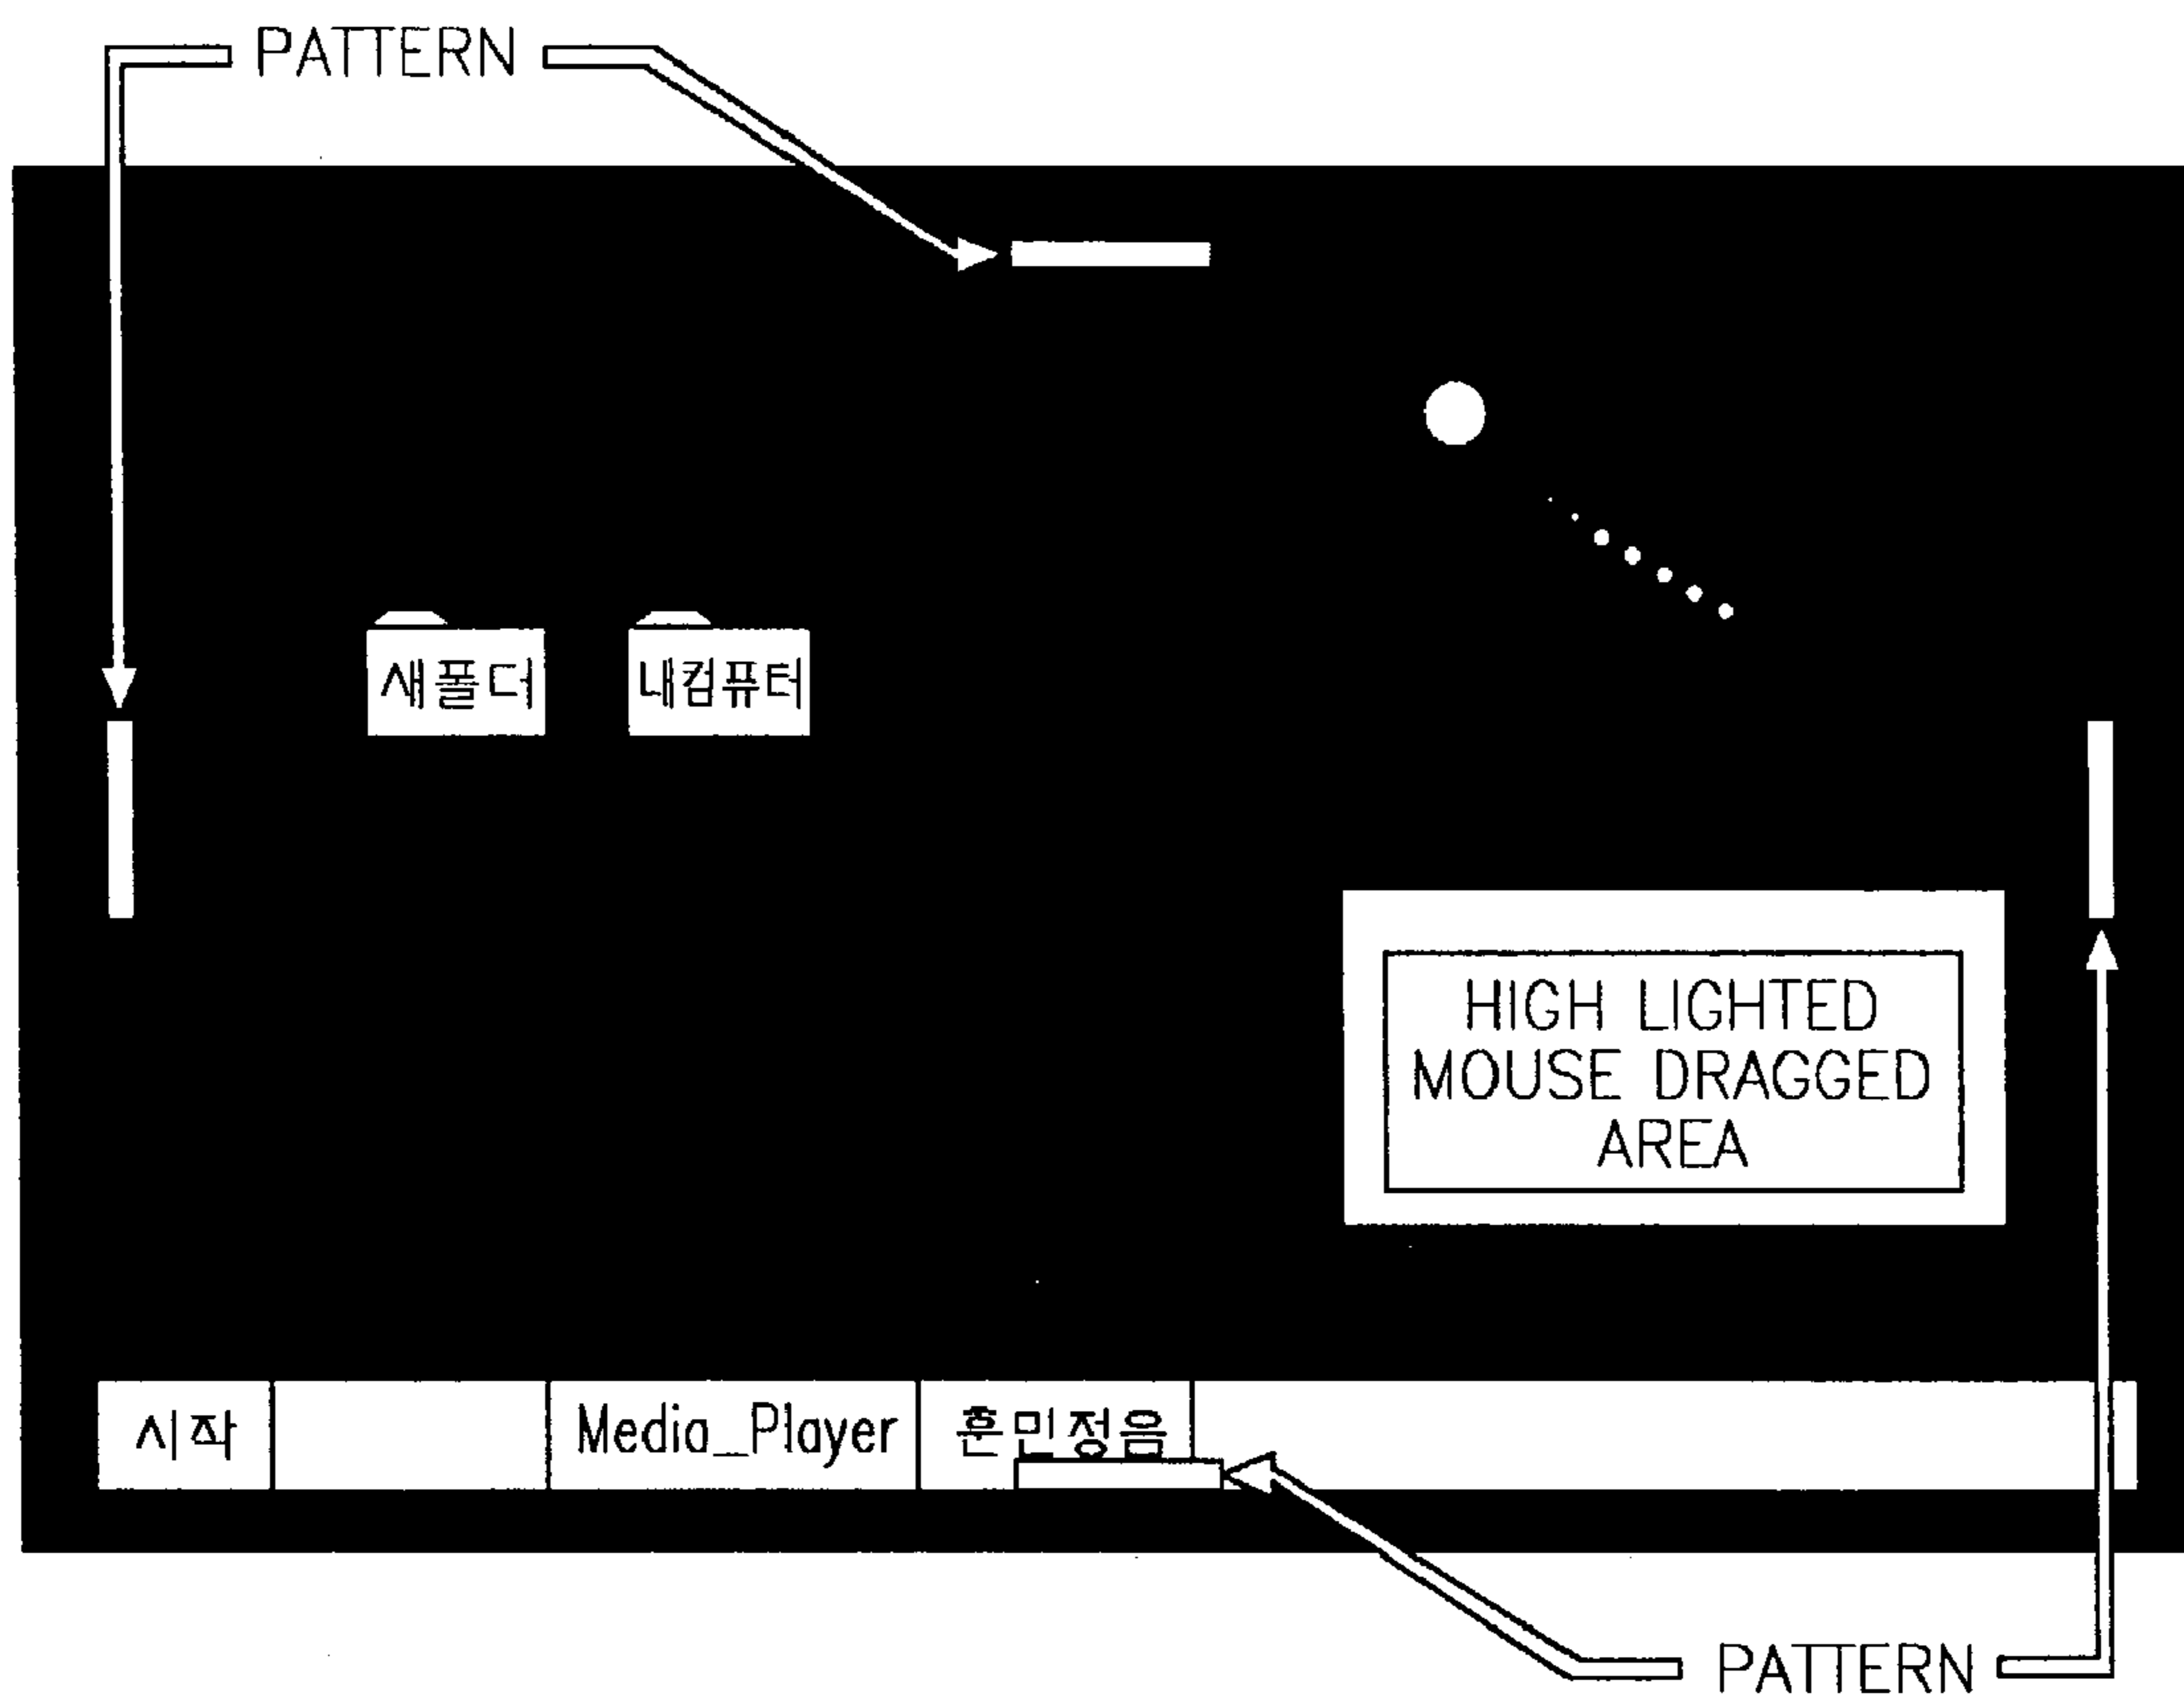 PATTERN
새폴더
내컴퓨터
HIGH LIGHTED
MOUSE DRAGGED
AREA
시작
Media_Player
훈민정음
PATTERN